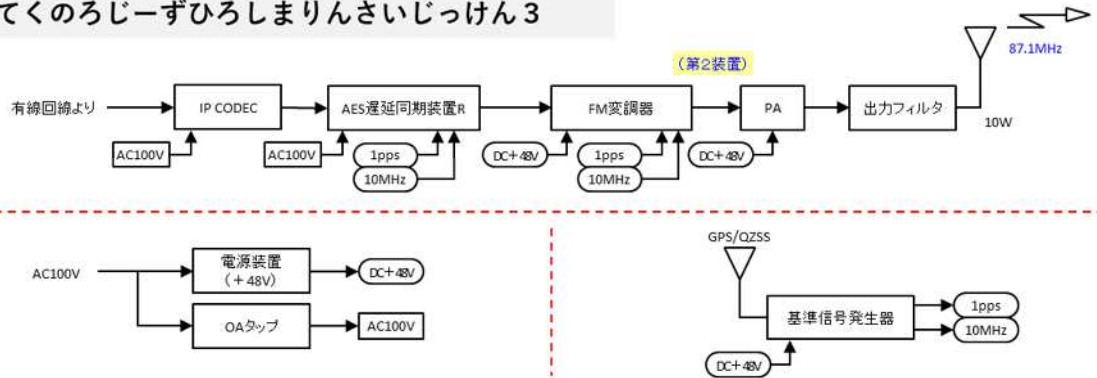 てくのろじーずひろしまりんさいじっけん３
87.1MHz
(第2装置)
有線回線より
IP CODEC
AES遅延同期装置R
FM変調器
PA
出力フィルタ
10W
AC100V
AC100V
1pps
10MHz
DC+48V
1pps
10MHz
DC+48V
AC100V
電源装置
(+48V)
DC+48V
OAタップ
AC100V
GPS/QZSS
基準信号発生器
1pps
10MHz
DC+48V